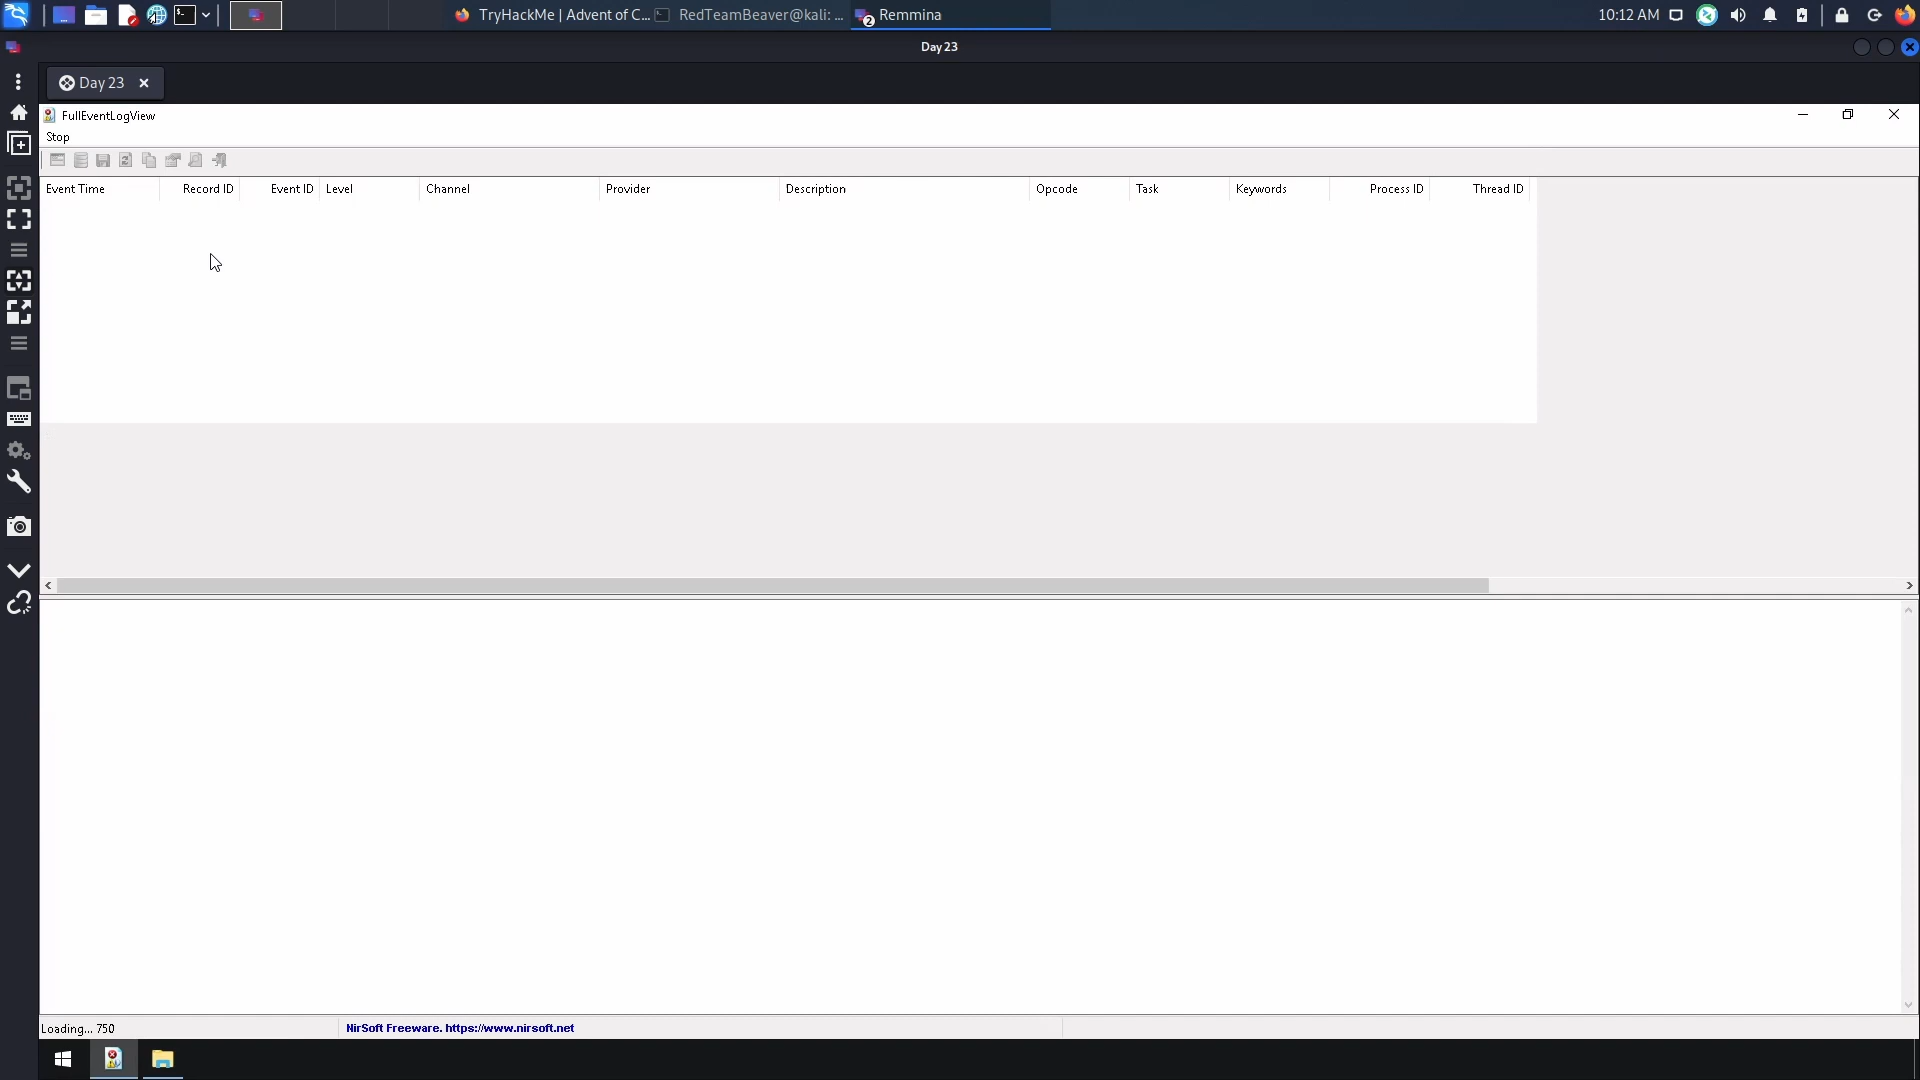 TryHackMe | Advent of C...
RedTeamBeaver@kali: ...
2
Remmina
10:12 AM
Day 23
Day 23
FullEventLogView
Stop
Event Time Record ID Event ID Level Channel Provider Description Opcode Task Keywords Process ID Thread ID
Loading... 750
NirSoft Freeware. https://www.nirsoft.net